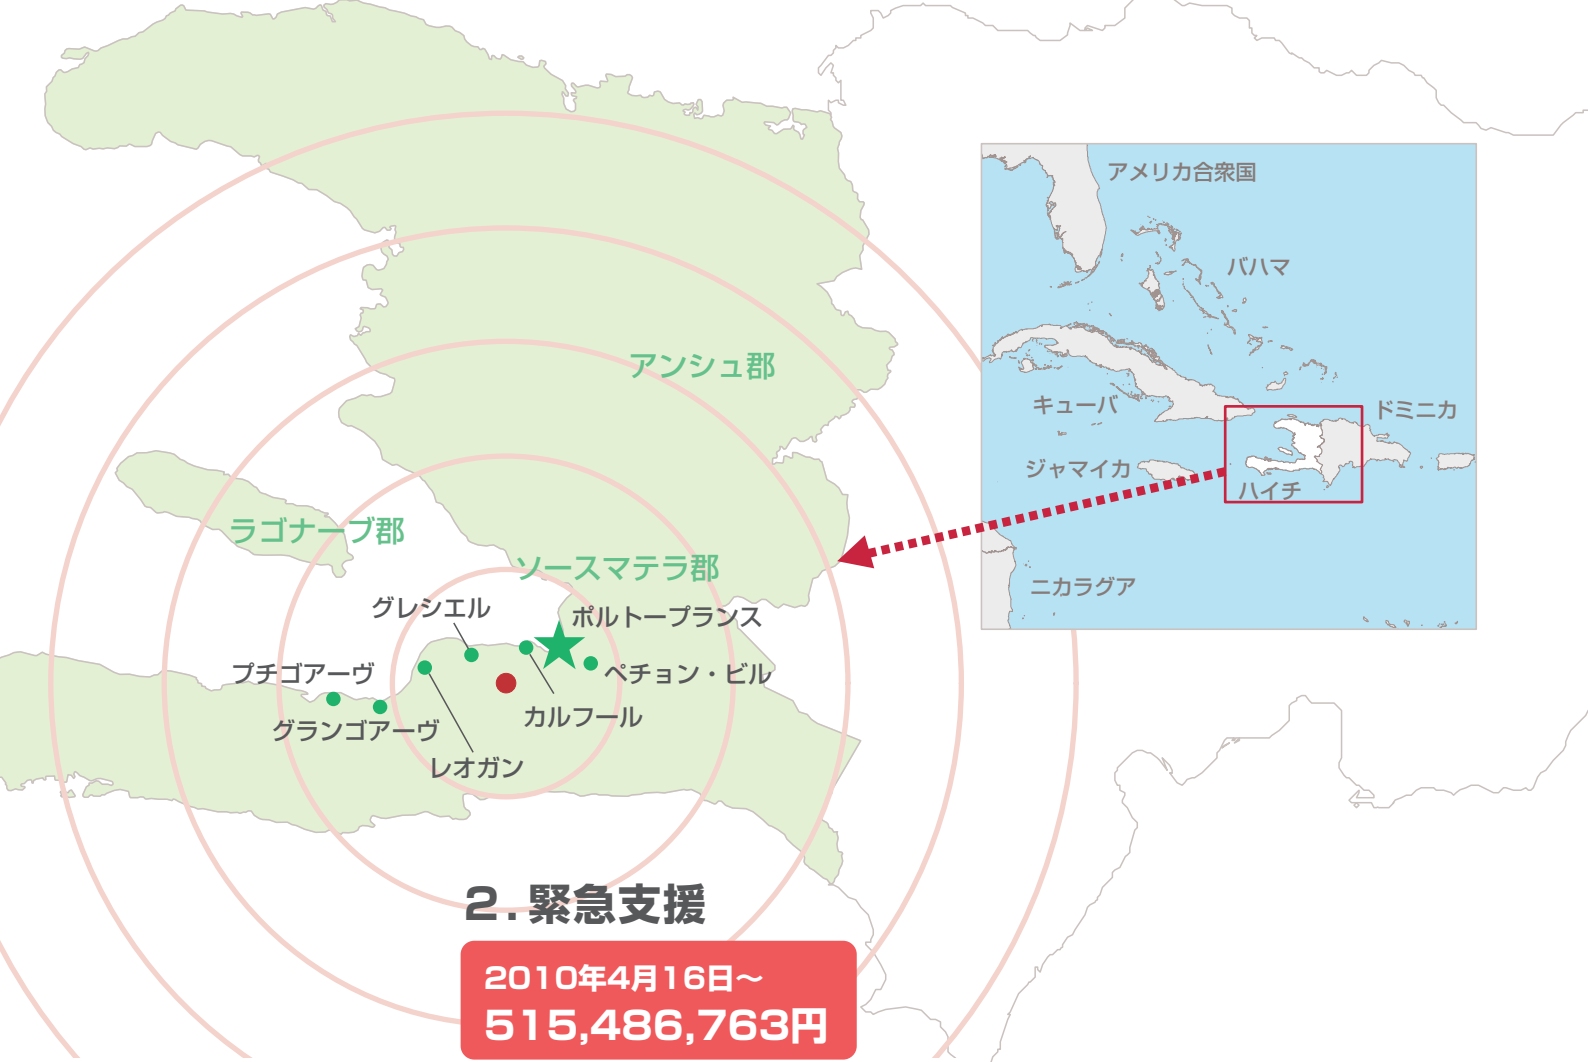 アメリカ合衆国
バハマ
キューバ
ドミニカ
ジャマイカ
ハイチ
ニカラグア
アンシュ郡
ラゴナーブ郡
ソースマテラ郡
グレシエル
ポルトープランス
プチゴアーヴ
ペチョン・ビル
グランゴアーヴ
カルフール
レオガン
2.緊急支援
2010年4月16日～
515,486,763円